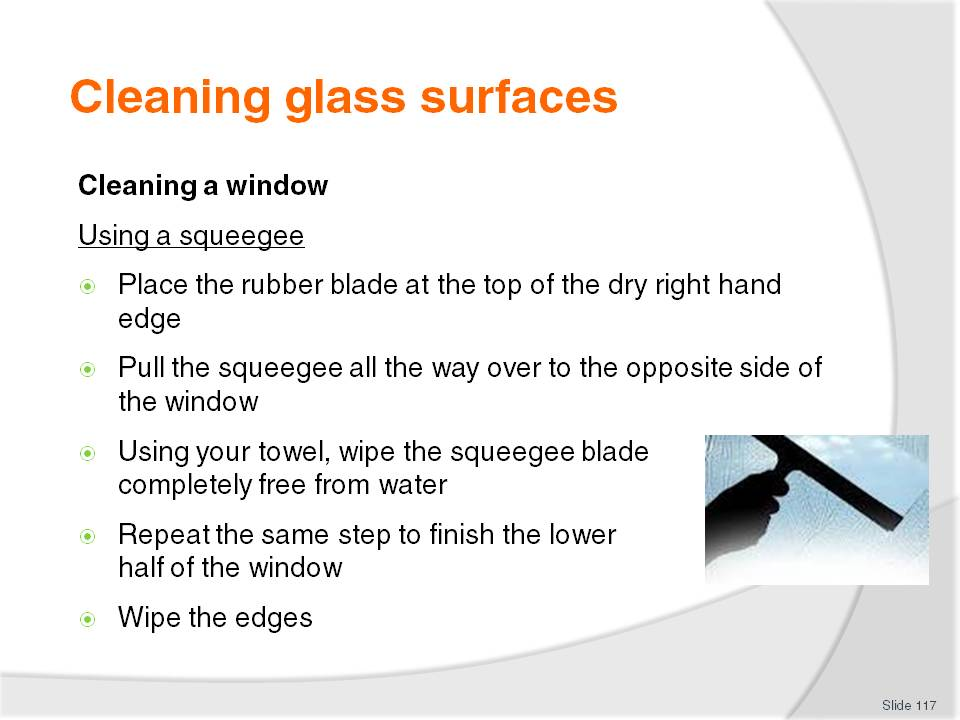 Cleaning glass surfaces
Cleaning a window
Using a squeegee
Place the rubber blade at the top of the dry right hand
edge
Pull the squeegee all the way over to the opposite side of
the window
Using your towel, wipe the squeegee blade
completely free from water
Repeat the same step to finish the lower
half of the window
Wipe the edges
Slide 117